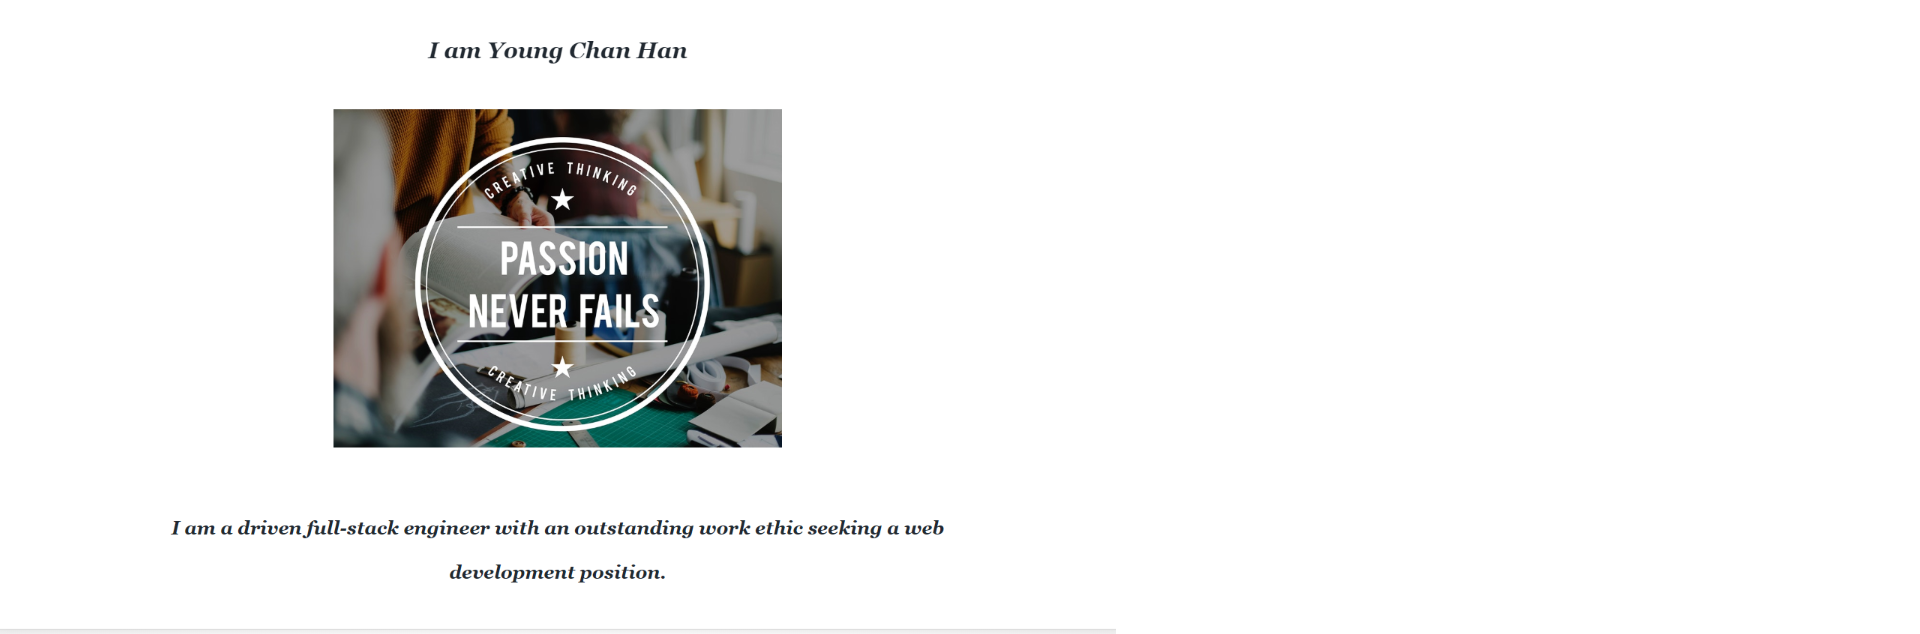 I am Young Chan Han
CREATIVE THINKING
PASSION
NEVER FAILS
CREATIVE THINKING
I am a driven full-stack engineer with an outstanding work ethic seeking a web
development position.